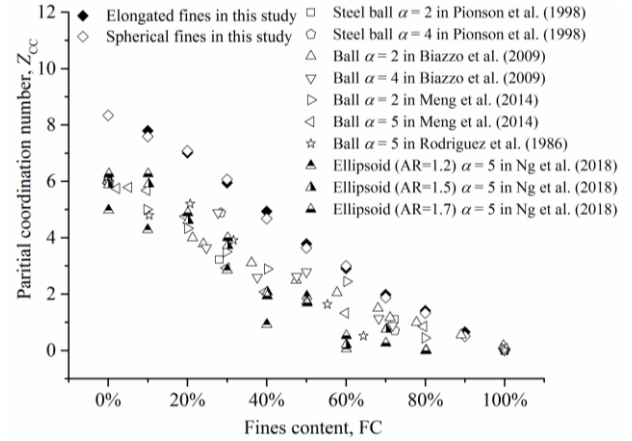 Paritial coordination number, Z_CC
12
10
8
6
4
2
0
Elongated fines in this study
Spherical fines in this study
Steel ball α = 2 in Pionson et al. (1998)
Steel ball α = 4 in Pionson et al. (1998)
Ball α = 2 in Biazzo et al. (2009)
Ball α = 4 in Biazzo et al. (2009)
Ball α = 2 in Meng et al. (2014)
Ball α = 5 in Meng et al. (2014)
Ball α = 5 in Rodriguez et al. (1986)
Ellipsoid (AR=1.2) α = 5 in Ng et al. (2018)
Ellipsoid (AR=1.5) α = 5 in Ng et al. (2018)
Ellipsoid (AR=1.7) α = 5 in Ng et al. (2018)
0% 20% 40% 60% 80% 100%
Fines content, FC